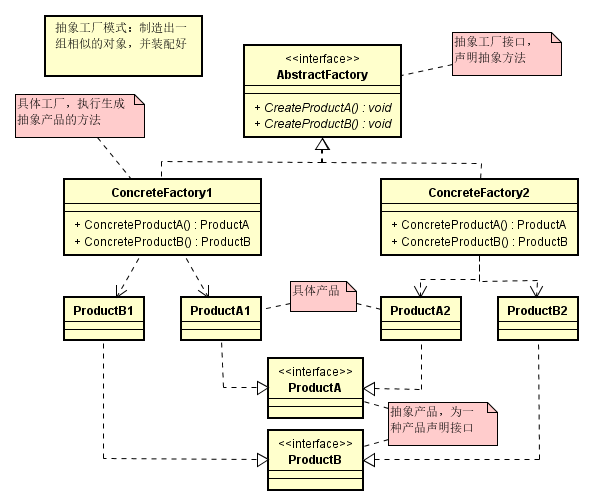 抽象工厂模式：制造出一
组相似的对象，并装配好
<<interface>>
AbstractFactory
+ CreateProductA() : void
+ CreateProductB() : void
抽象工厂接口，
声明抽象方法
具体工厂，执行生成
抽象产品的方法
ConcreteFactory1
+ ConcreteProductA() : ProductA
+ ConcreteProductB() : ProductB
ConcreteFactory2
+ ConcreteProductA() : ProductA
+ ConcreteProductB() : ProductB
ProductB1
ProductA1
具体产品
ProductA2
ProductB2
<<interface>>
ProductA
抽象产品，为一
种产品声明接口
<<interface>>
ProductB